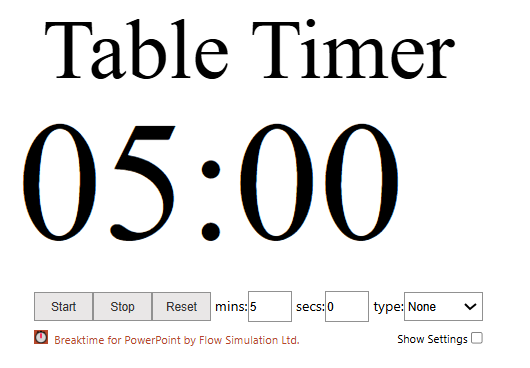 Table Timer
05:00
Start Stop Reset mins: 5 secs: 0 type: None
Breaktime for PowerPoint by Flow Simulation Ltd. Show Settings